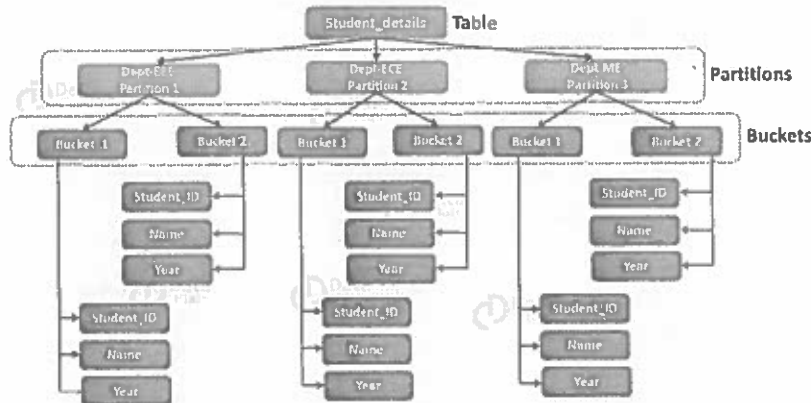 Student_details
Table
Dept-EEE
Partition 1
Dept-ECE
Partition 2
Dept-ME
Partition 3
Partitions
Bucket 1
Bucket 2
Bucket 1
Bucket 2
Bucket 1
Bucket 2
Buckets
Student_ID
Name
Year
Student_ID
Name
Year
Student_ID
Name
Year
Student_ID
Name
Year
Student_ID
Name
Year
Student_ID
Name
Year